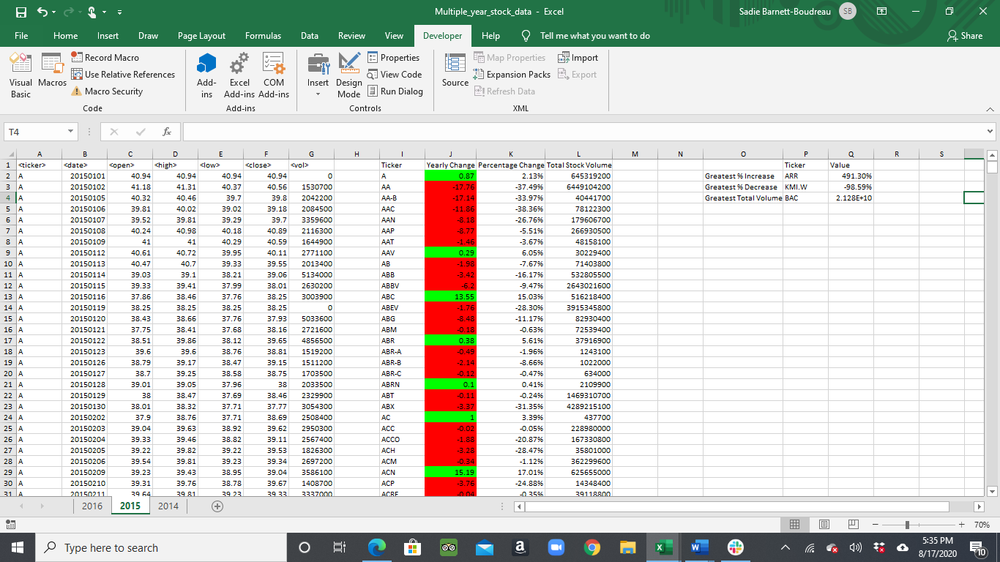 Multiple_year_stock_data - Excel
Sadie Barnett-Boudreau SB
File Home Insert Draw Page Layout Formulas Data Review View Developer Help Tell me what you want to do Share
Visual Basic
Macros
Record Macro
Use Relative References
Macro Security
Code
Add-ins
Excel Add-ins
COM Add-ins
Add-ins
Insert
Design Mode
Properties
View Code
Run Dialog
Controls
Source
Map Properties
Expansion Packs
Refresh Data
Import
Export
XML
T4 fx
A B C D E F G H I J K L M N O P Q R S
1 <ticker> <date> <open> <high> <low> <close> <vol> Ticker Yearly Change Percentage Change Total Stock Volume Ticker Value
2 A 20150101 40.94 40.94 40.94 40.94 0 A 0.87 2.13% 645319200 Greatest % Increase ARR 491.30%
3 A 20150102 41.18 41.31 40.37 40.56 1530700 AA -17.76 -37.49% 6449104200 Greatest % Decrease KMI.W -98.59%
4 A 20150105 40.32 40.46 39.7 39.8 2042200 AA-B -17.14 -33.97% 40441700 Greatest Total Volume BAC 2.128E+10
5 A 20150106 39.81 40.02 39.02 39.18 2084500 AAC -11.86 -38.36% 78122300
6 A 20150107 39.52 39.81 39.29 39.7 3359600 AAN -8.18 -26.76% 179606700
7 A 20150108 40.24 40.98 40.18 40.89 2116300 AAP -8.77 -5.51% 266930500
8 A 20150109 41 41 40.29 40.59 1644900 AAT -1.46 -3.67% 48158100
9 A 20150112 40.61 40.72 39.95 40.11 2771100 AAV 0.29 6.05% 30229400
10 A 20150113 40.47 40.7 39.33 39.55 2013400 AB -1.98 -7.67% 71403800
11 A 20150114 39.03 39.1 38.21 39.06 5134000 ABB -3.42 -16.17% 532805500
12 A 20150115 39.33 39.41 37.99 38.01 2630200 ABBV -6.2 -9.47% 2643021600
13 A 20150116 37.86 38.46 37.76 38.25 3003900 ABC 13.55 15.03% 516218400
14 A 20150119 38.25 38.25 38.25 38.25 0 ABEV -1.76 -28.30% 3915345800
15 A 20150120 38.43 38.66 37.76 37.93 5033600 ABG -8.48 -11.17% 82930400
16 A 20150121 37.75 38.41 37.68 38.16 2721600 ABM -0.18 -0.63% 72539400
17 A 20150122 38.51 39.86 38.12 39.65 4856500 ABR 0.38 5.61% 37916900
18 A 20150123 39.6 39.6 38.76 38.81 1519200 ABR-A -0.49 -1.96% 1243100
19 A 20150126 38.79 39.17 38.47 39.15 1511200 ABR-B -2.14 -8.66% 1022000
20 A 20150127 38.7 39.25 38.58 38.75 1703500 ABR-C -0.12 -0.47% 634000
21 A 20150128 39.01 39.05 37.96 38 2033500 ABRN 0.1 0.41% 2109900
22 A 20150129 38 38.47 37.69 38.46 2329900 ABT -0.11 -0.24% 1469310700
23 A 20150130 38.01 38.32 37.71 37.77 3054300 ABX -3.37 -31.35% 4289215100
24 A 20150202 37.9 38.76 37.71 38.69 2508400 AC 1 3.39% 437700
25 A 20150203 39.04 39.63 38.92 39.62 2950300 ACC -0.02 -0.05% 228980000
26 A 20150204 39.33 39.46 38.82 39.11 2567400 ACCO -1.88 -20.87% 167330800
27 A 20150205 39.22 39.82 39.22 39.53 1826300 ACH -3.28 -28.47% 35801000
28 A 20150206 39.54 39.81 39.23 39.34 2697200 ACM -0.34 -1.12% 362299600
29 A 20150209 39.23 39.43 38.95 39.04 3586100 ACN 15.19 17.01% 625655000
30 A 20150210 39.31 39.76 38.78 39.67 1408700 ACP -3.76 -24.88% 14348400
31 A 20150211 39.64 39.81 39.23 39.33 3337000 ACRE -0.04 -0.35% 39118800
2016 2015 2014
70%
Type here to search
5:35 PM
8/17/2020
10